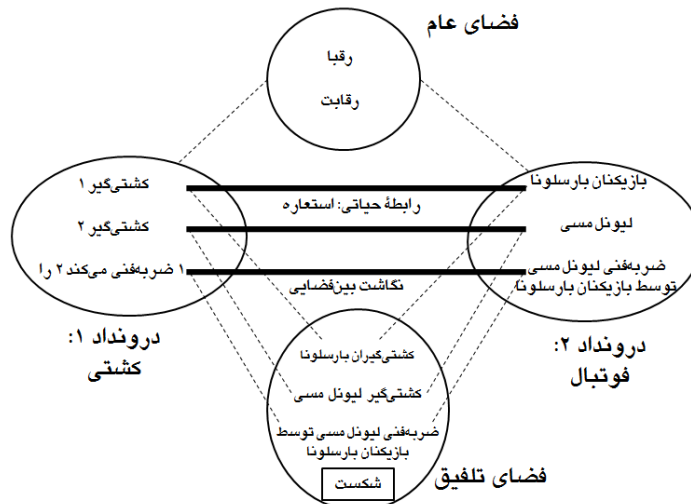 فضای عام
رقبا
رقابت
کشتی‌گیر ۱
بازیکنان بارسلونا
رابطهٔ حیاتی: استعاره
کشتی‌گیر ۲
لیونل مسی
۱ ضربه‌فنی می‌کند ۲ را
ضربه‌فنی لیونل مسی
توسط بازیکنان بارسلونا
نگاشت بین‌فضایی
درونداد ۱:
کشتی
درونداد ۲:
فوتبال
کشتی‌گیران بارسلونا
کشتی‌گیر لیونل مسی
ضربه‌فنی لیونل مسی توسط
بازیکنان بارسلونا
شکست
فضای تلفیق